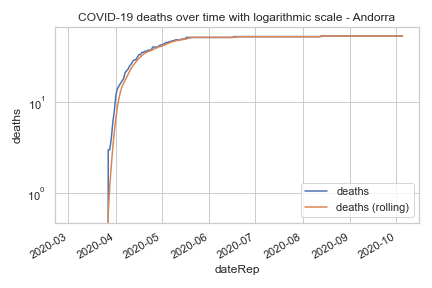 COVID-19 deaths over time with logarithmic scale - Andorra
deaths
10¹
10⁰
deaths
deaths (rolling)
2020-03
2020-04
2020-05
2020-06
2020-07
2020-08
2020-09
2020-10
dateRep